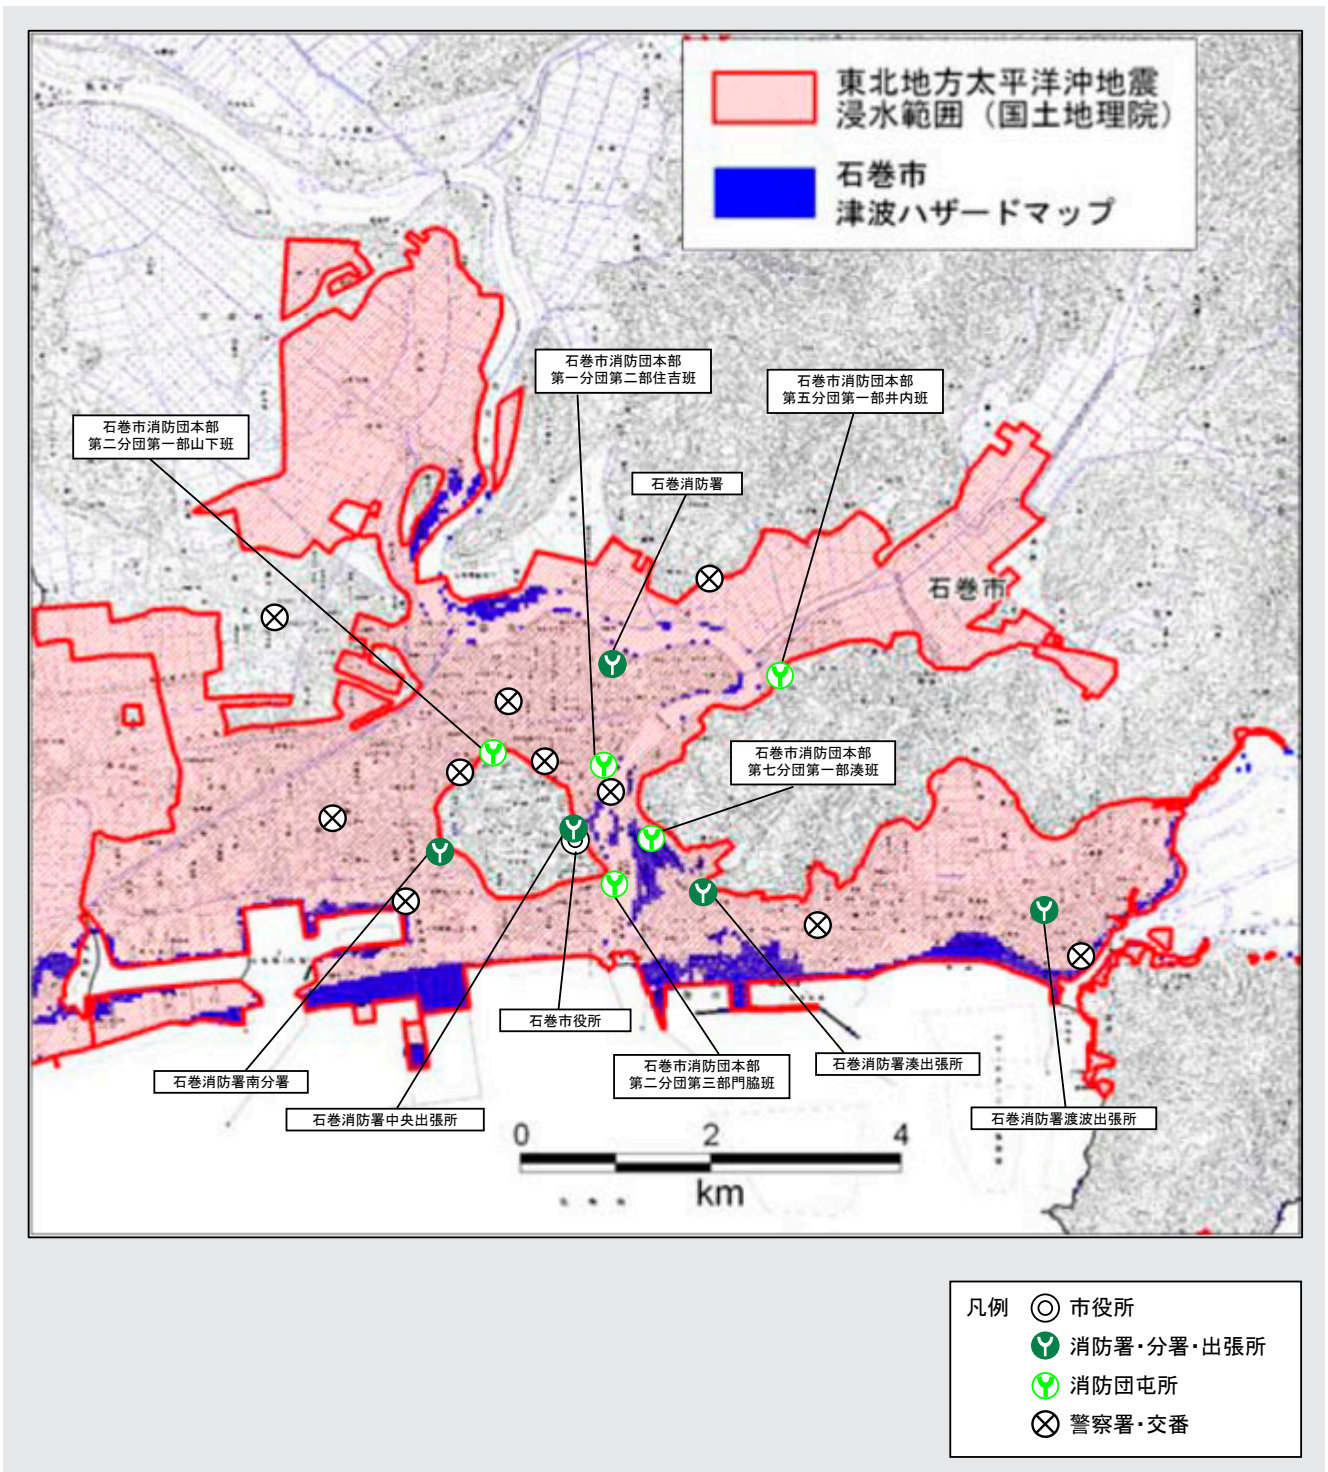 東北地方太平洋沖地震
浸水範囲（国土地理院）
石巻市
津波ハザードマップ
石巻市消防団本部
第一分団第二部住吉班
石巻市消防団本部
第五分団第一部井内班
石巻市消防団本部
第二分団第一部山下班
石巻消防署
石巻市
石巻市消防団本部
第七分団第一部湊班
石巻市役所
石巻市消防団本部
第二分団第三部門脇班
石巻消防署湊出張所
石巻消防署南分署
石巻消防署中央出張所
石巻消防署渡波出張所
0 2 4
km
凡例 市役所
消防署・分署・出張所
消防団屯所
警察署・交番